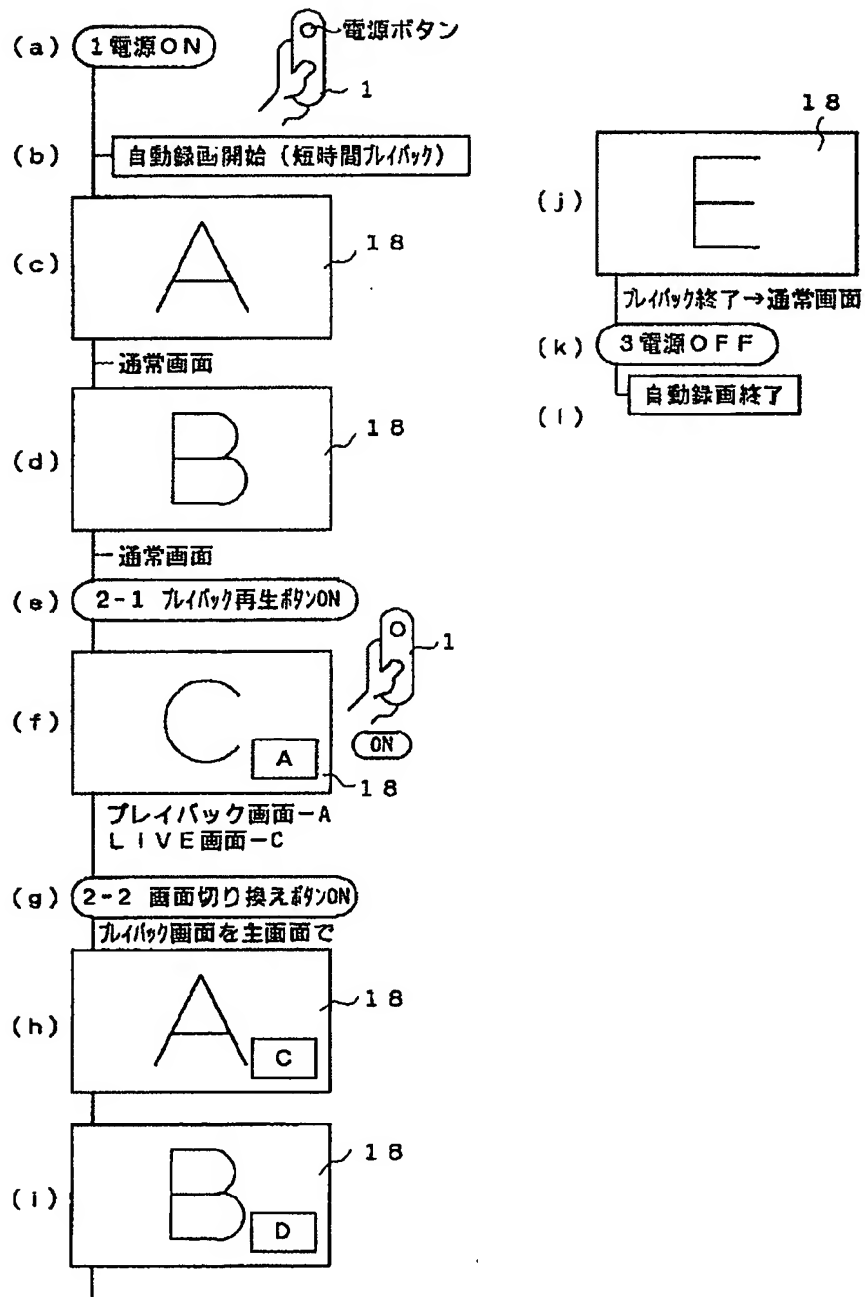 (a) 1電源ON
電源ボタン
1
(b) 自動録画開始(短時間プレイバック)
(c) A 18
通常画面
(d) B 18
通常画面
(e) 2-1 プレイバック再生ボタンON
1
ON
(f) C A 18
プレイバック画面-A
LIVE画面-C
(g) 2-2 画面切り換えボタンON
プレイバック画面を主画面で
(h) A C 18
(i) B D 18
18
(j) E
プレイバック終了→通常画面
(k) 3電源OFF
自動録画終了
(l)